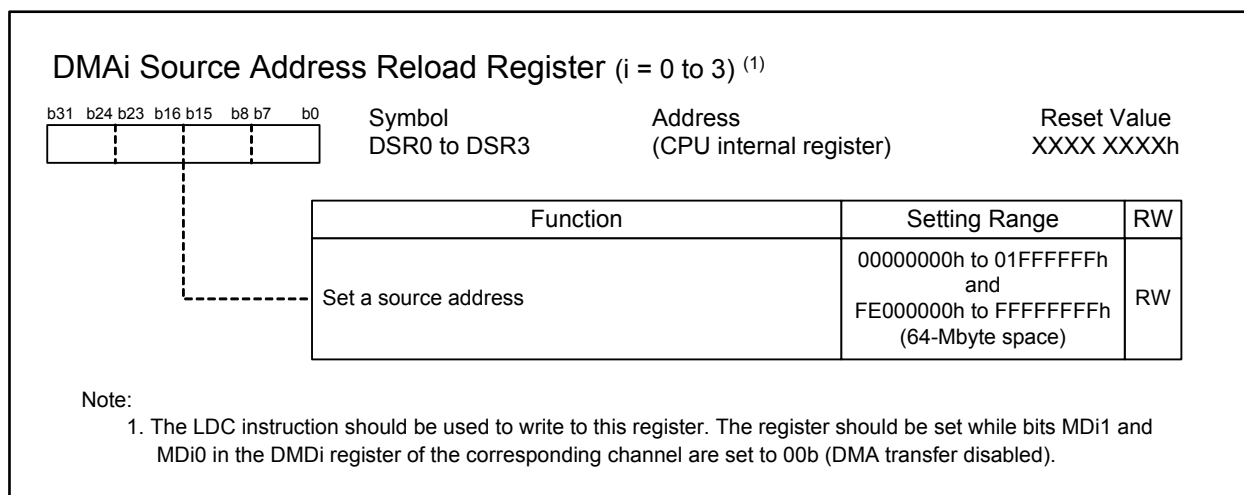 DMAi Source Address Reload Register (i = 0 to 3) (1)
b31 b24 b23 b16 b15 b8 b7 b0
Symbol Address Reset Value
DSR0 to DSR3 (CPU internal register) XXXX XXXXh
Function Setting Range RW
Set a source address
00000000h to 01FFFFFFh
and
FE000000h to FFFFFFFFh
(64-Mbyte space)
RW
Note:
1. The LDC instruction should be used to write to this register. The register should be set while bits MDi1 and
MDi0 in the DMDi register of the corresponding channel are set to 00b (DMA transfer disabled).